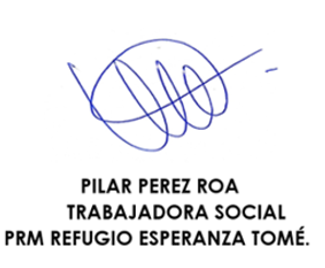 PILAR PEREZ ROA
TRABAJADORA SOCIAL
PRM REFUGIO ESPERANZA TOMÉ.